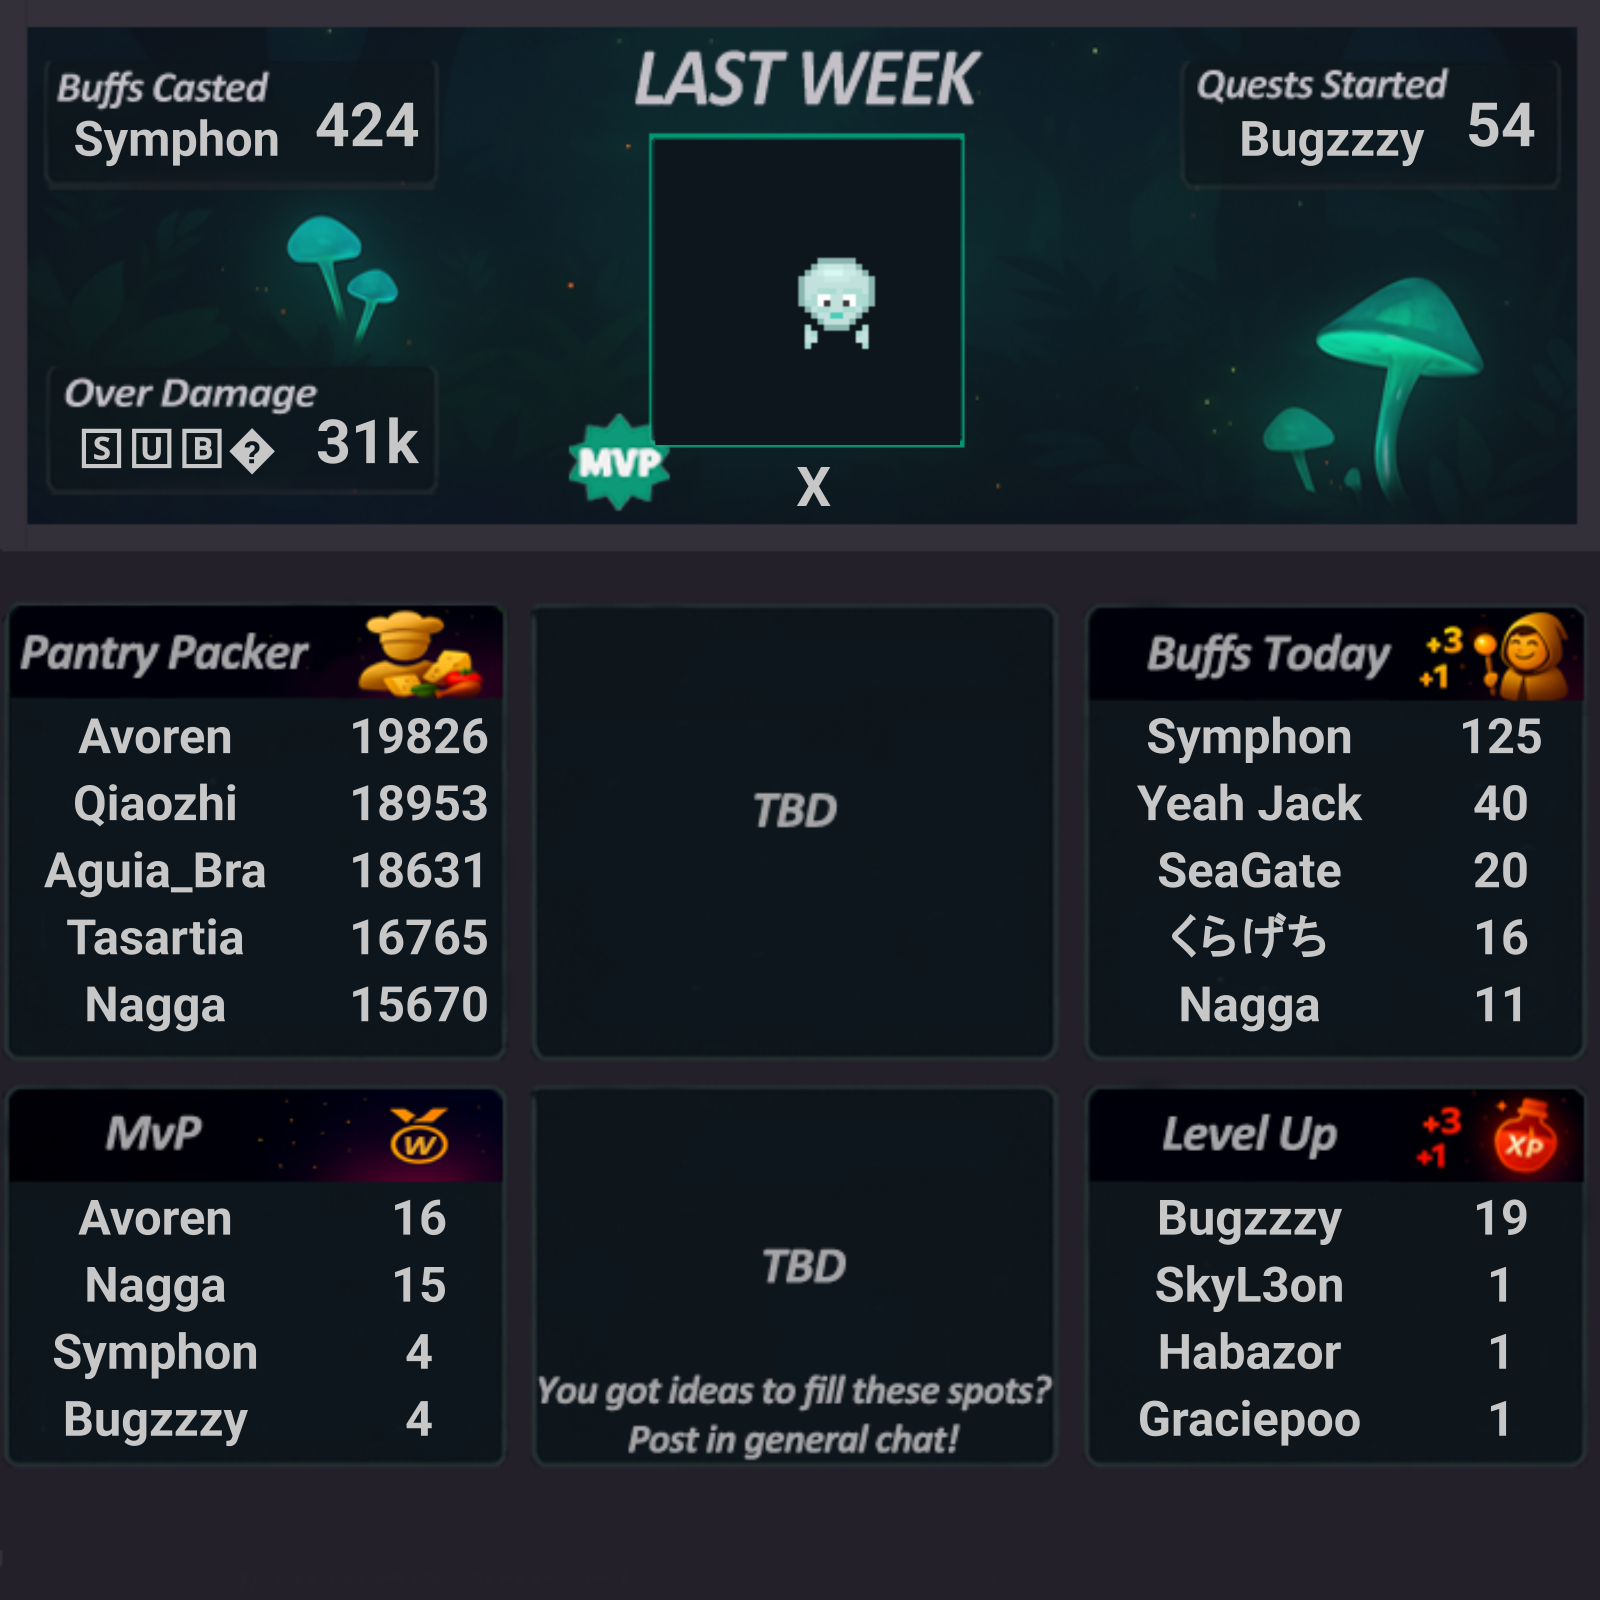 LAST WEEK
Buffs Casted
Symphon 424
Quests Started
Bugzzzy 54
Over Damage
🅂 🅄 🄱 � 31k
MVP
X
Pantry Packer
Avoren 19826
Qiaozhi 18953
Aguia_Bra 18631
Tasartia 16765
Nagga 15670
TBD
Buffs Today +3 +1
Symphon 125
Yeah Jack 40
SeaGate 20
くらげち 16
Nagga 11
MvP W
Avoren 16
Nagga 15
Symphon 4
Bugzzzy 4
TBD
You got ideas to fill these spots?
Post in general chat!
Level Up +3 +1 XP
Bugzzzy 19
SkyL3on 1
Habazor 1
Graciepoo 1